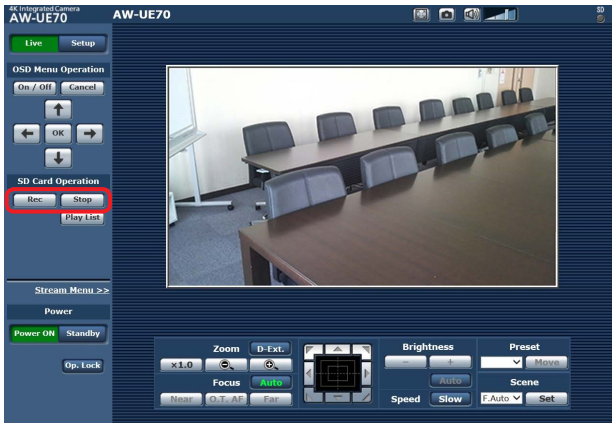 4K Integrated Camera
AW-UE70
AW-UE70
SD
Live Setup
OSD Menu Operation
On / Off Cancel
OK
SD Card Operation
Rec Stop
Play List
Stream Menu >>
Power
Power ON Standby
Op. Lock
Zoom D-Ext.
×1.0
Focus Auto
Near O.T. AF Far
Brightness
- +
Auto
Speed Slow
Preset
Move
Scene
F.Auto Set